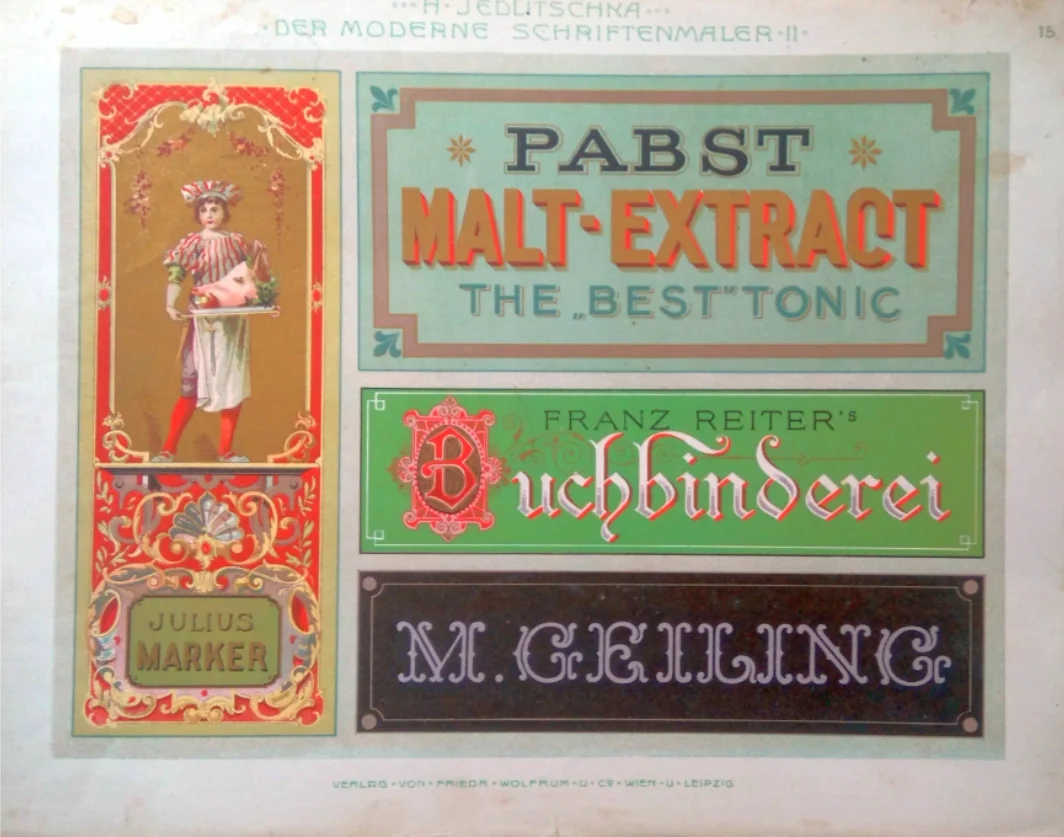 H·JEDLITSCHKA
·DER MODERNE SCHRIFTENMALER·II·
15
JULIUS
MARKER
PABST
MALT-EXTRACT
THE „BEST" TONIC
FRANZ REITER's
Buchbinderei
M. GEILING
VERLAG·VON·FRIEDR·WOLFRUM·U·Co·WIEN·U·LEIPZIG